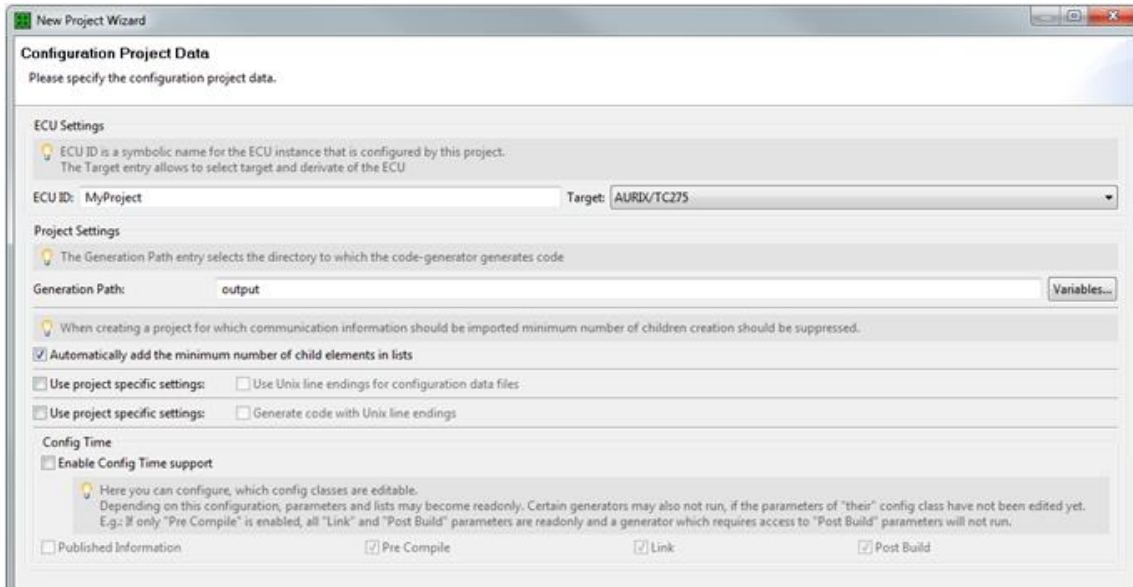 New Project Wizard
Configuration Project Data
Please specify the configuration project data.
ECU Settings
ECU ID is a symbolic name for the ECU instance that is configured by this project.
The Target entry allows to select target and derivate of the ECU
ECU ID: MyProject Target: AURIX/TC275
Project Settings
The Generation Path entry selects the directory to which the code-generator generates code
Generation Path: output Variables...
When creating a project for which communication information should be imported minimum number of children creation should be suppressed.
Automatically add the minimum number of child elements in lists
Use project specific settings: Use Unix line endings for configuration data files
Use project specific settings: Generate code with Unix line endings
Config Time
Enable Config Time support
Here you can configure, which config classes are editable.
Depending on this configuration, parameters and lists may become readonly. Certain generators may also not run, if the parameters of "their" config class have not been edited yet.
E.g.: If only "Pre Compile" is enabled, all "Link" and "Post Build" parameters are readonly and a generator which requires access to "Post Build" parameters will not run.
Published Information Pre Compile Link Post Build